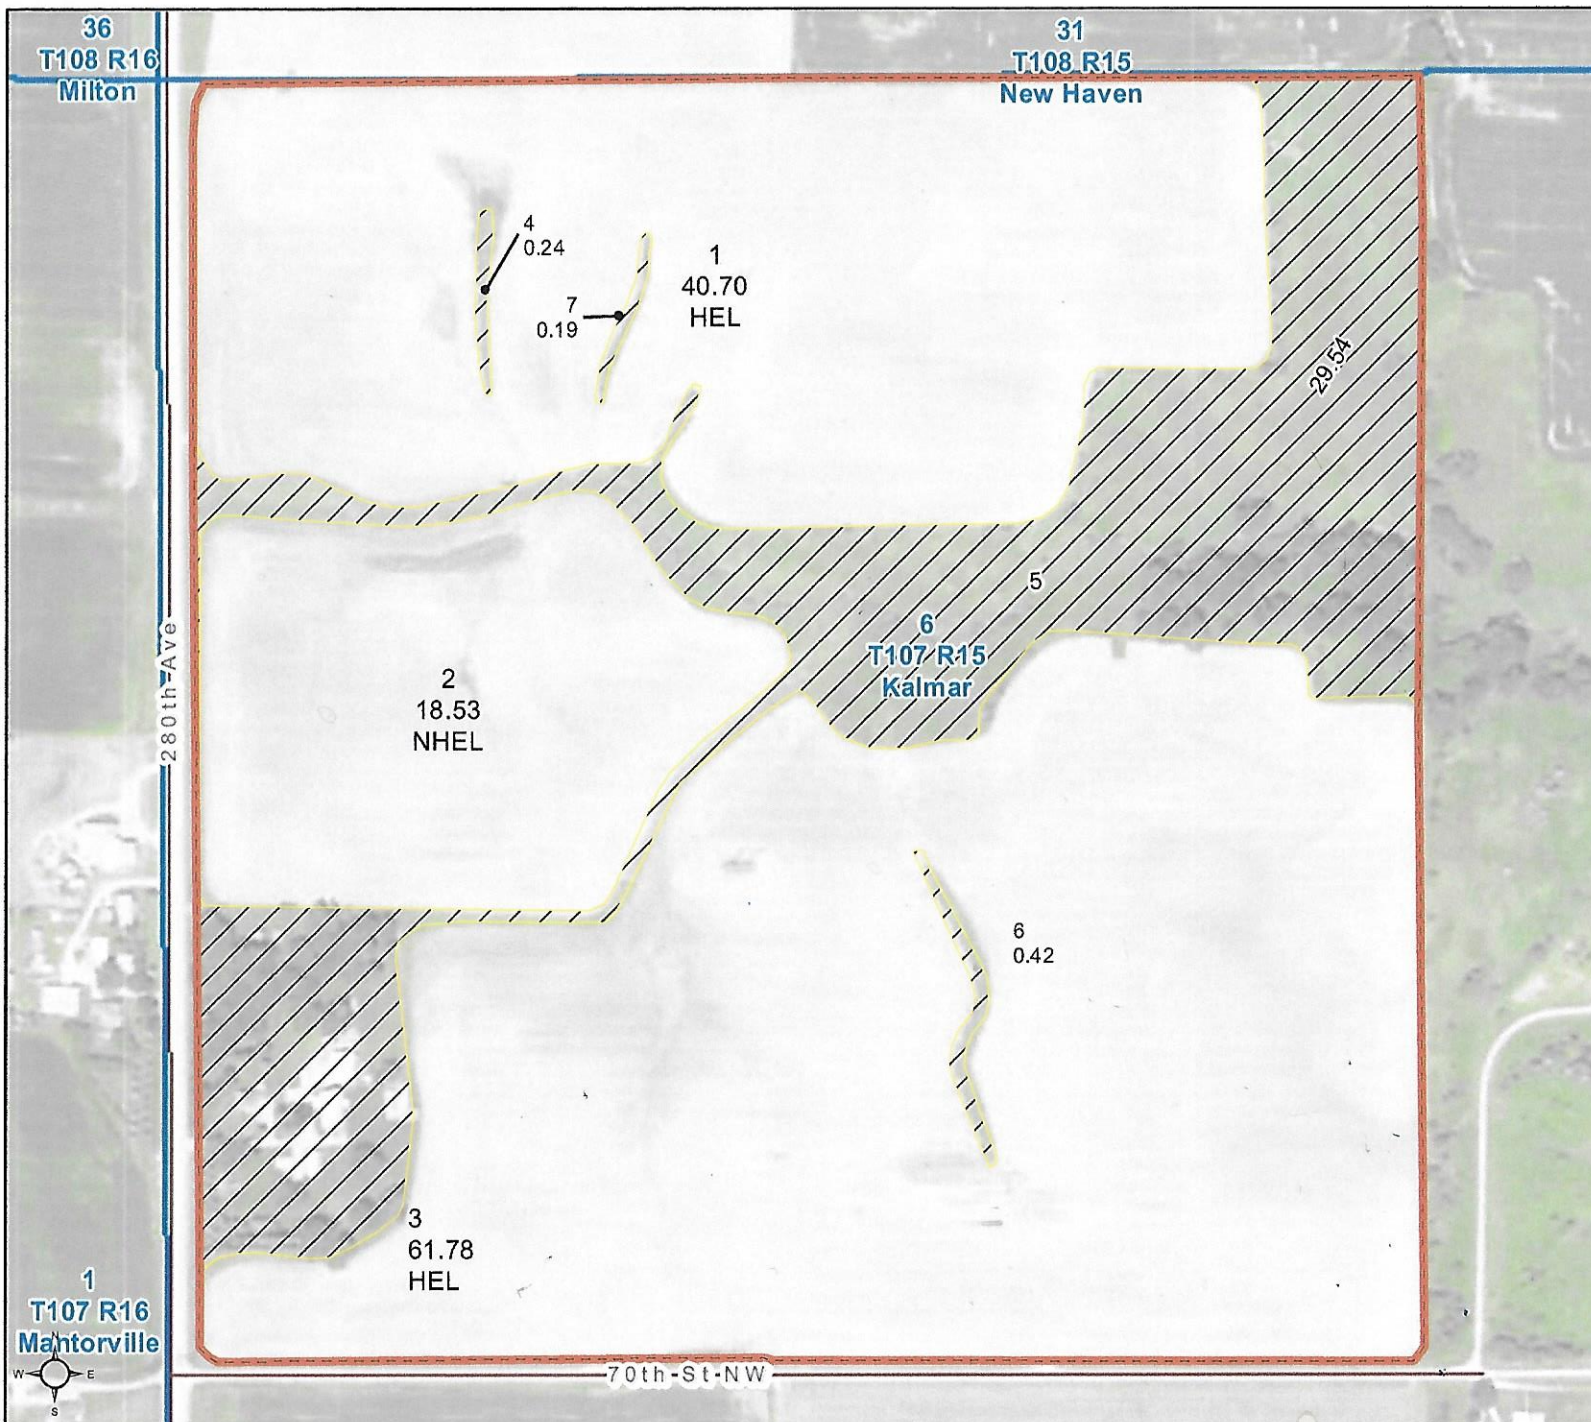 36
T108 R16
Milton
31
T108 R15
New Haven
4
0.24
7
0.19
1
40.70
HEL
29.54
5
6
T107 R15
Kalmar
280th-Ave
2
18.53
NHEL
6
0.42
3
61.78
HEL
1
T107 R16
Mantorville
N
W
E
S
70th-St-NW